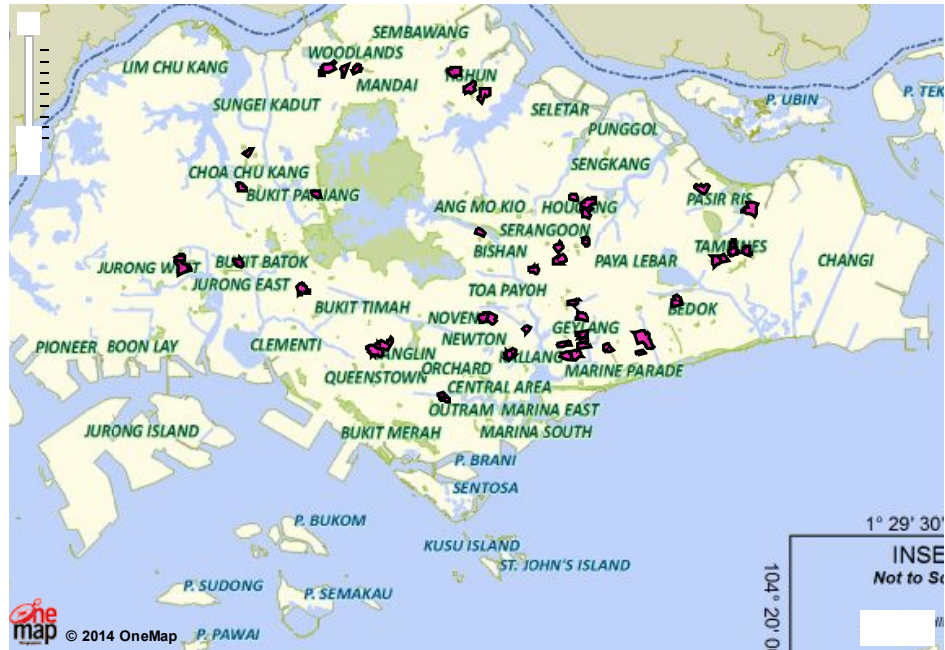 SEMBAWANG
WOODLANDS
LIM CHU KANG
YISHUN
MANDAI
SUNGEI KADUT
SELETAR
P. UBIN
P. TEK
PUNGGOL
SENGKANG
CHOA CHU KANG
BUKIT PANJANG
PASIR RIS
ANG MO KIO
HOUGANG
SERANGOON
BISHAN
TAMPINES
PAYA LEBAR
CHANGI
JURONG WEST
BUKIT BATOK
JURONG EAST
TOA PAYOH
BUKIT TIMAH
BEDOK
NOVENA
GEYLANG
NEWTON
PIONEER
BOON LAY
CLEMENTI
TANGLIN
KALLANG
ORCHARD
MARINE PARADE
QUEENSTOWN
CENTRAL AREA
OUTRAM
MARINA EAST
JURONG ISLAND
BUKIT MERAH
MARINA SOUTH
P. BRANI
SENTOSA
P. BUKOM
KUSU ISLAND
ST. JOHN'S ISLAND
P. SUDONG
P. SEMAKAU
P. PAWAI
1° 29' 30'
INSE
Not to Sc
104° 20' 0
One
map © 2014 OneMap